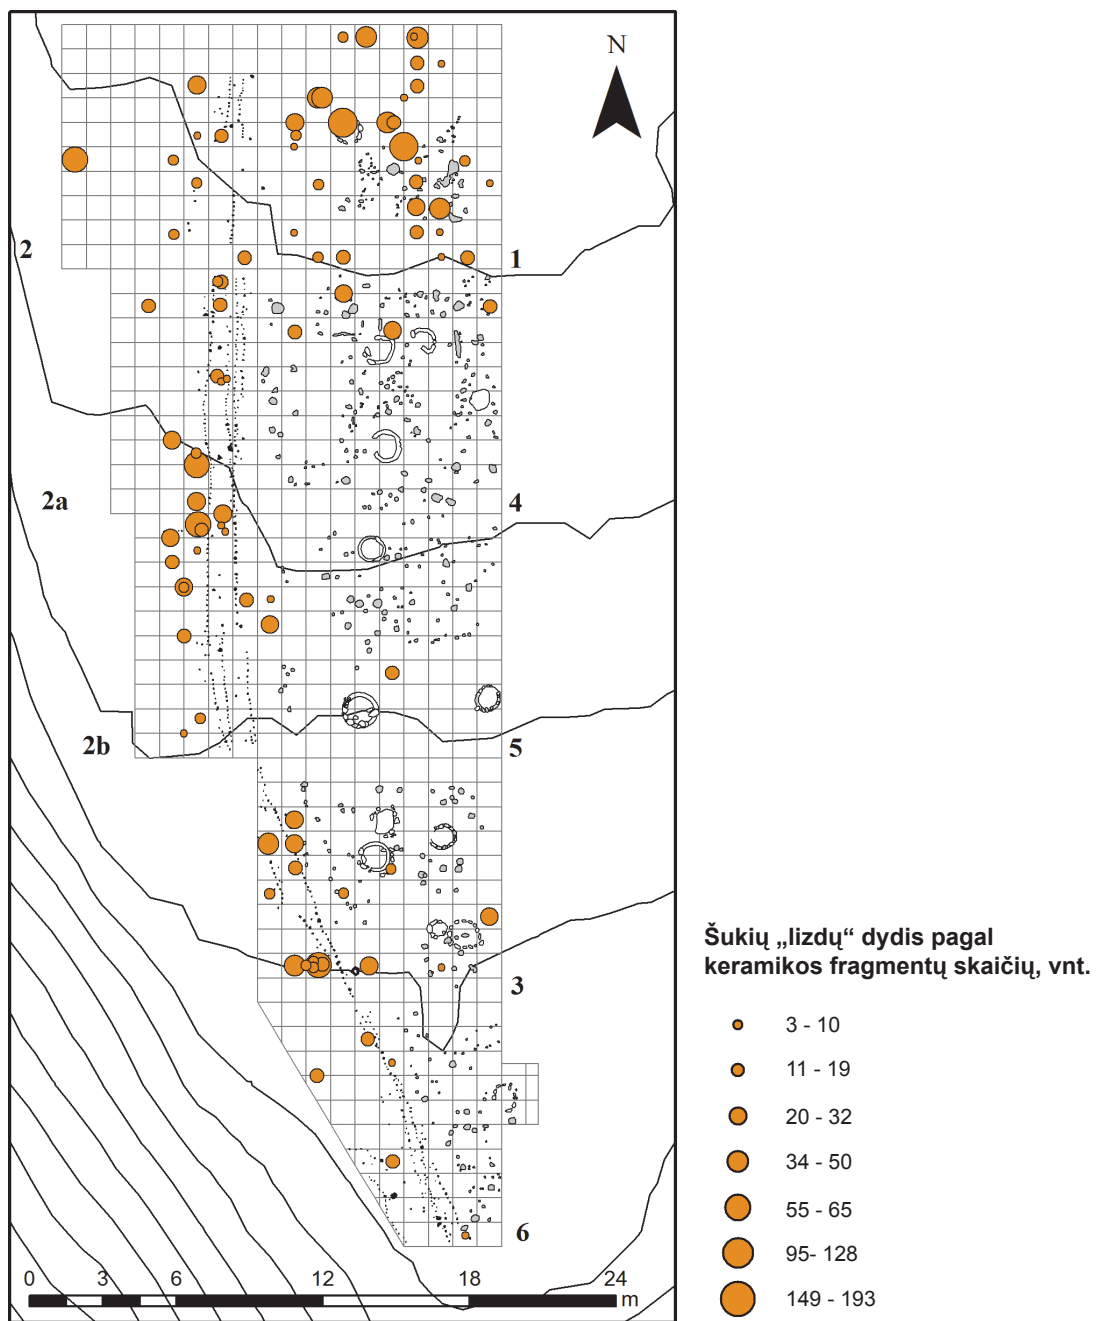 N
2
1
2a
4
2b
5
3
6
0 3 6 12 18 24
m
Šukių „lizdų“ dydis pagal
keramikos fragmentų skaičių, vnt.
3 - 10
11 - 19
20 - 32
34 - 50
55 - 65
95- 128
149 - 193